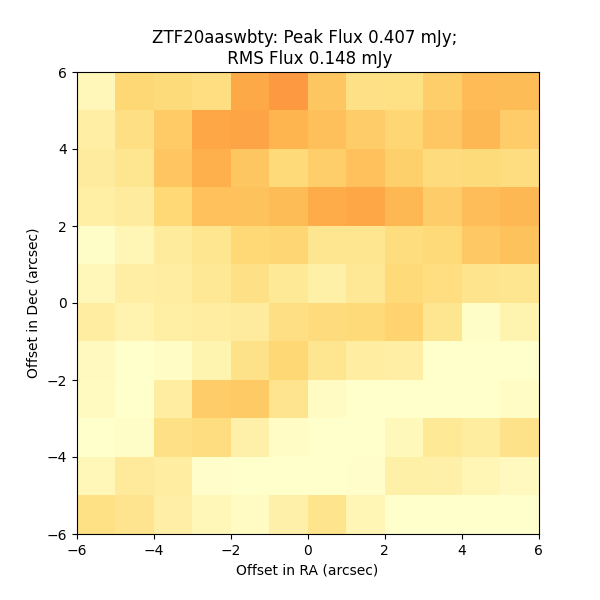 ZTF20aaswbty: Peak Flux 0.407 mJy;
RMS Flux 0.148 mJy
6
4
2
0
−2
−4
−6
Offset in Dec (arcsec)
−6 −4 −2 0 2 4 6
Offset in RA (arcsec)